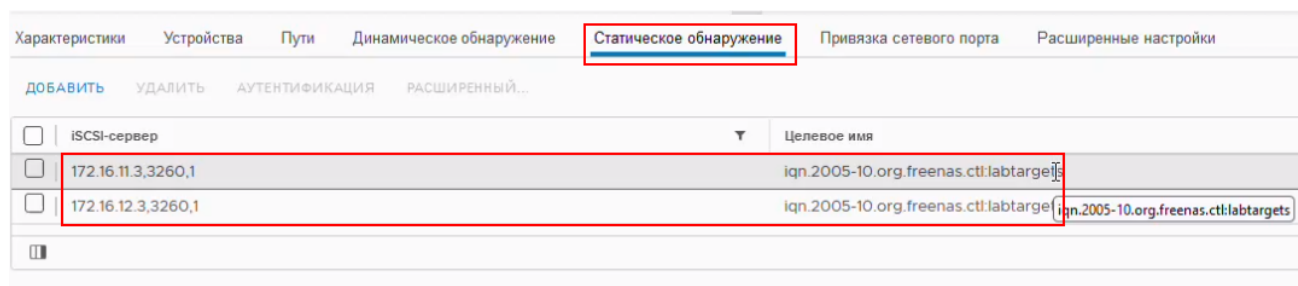 Характеристики Устройства Пути Динамическое обнаружение Статическое обнаружение Привязка сетевого порта Расширенные настройки
ДОБАВИТЬ УДАЛИТЬ АУТЕНТИФИКАЦИЯ РАСШИРЕННЫЙ...
iSCSI-сервер Целевое имя
172.16.11.3,3260,1 iqn.2005-10.org.freenas.ctl:labtargets
172.16.12.3,3260,1 iqn.2005-10.org.freenas.ctl:labtarget iqn.2005-10.org.freenas.ctl:labtargets